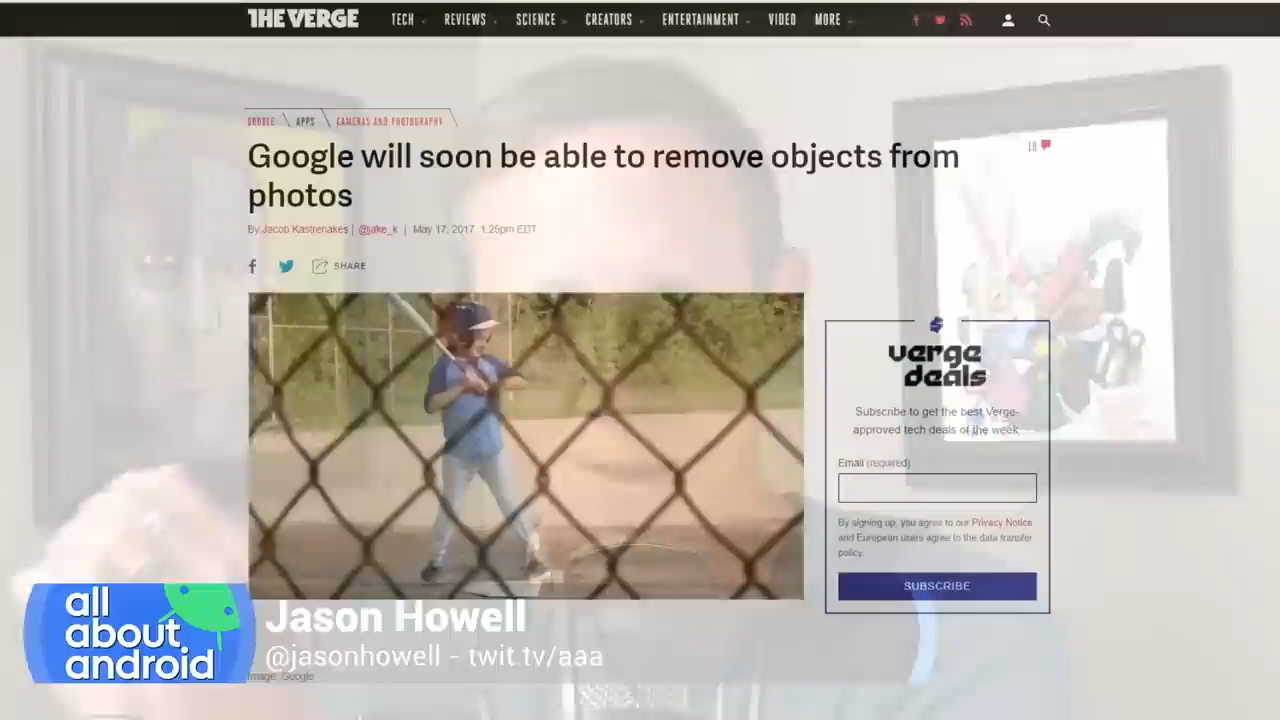 THE VERGE
TECH REVIEWS SCIENCE CREATORS ENTERTAINMENT VIDEO MORE
GOOGLE APPS CAMERAS AND PHOTOGRAPHY
Google will soon be able to remove objects from
photos
18
By Jacob Kastrenakes | @jake_k | May 17, 2017, 1:25pm EDT
SHARE
verge
deals
Subscribe to get the best Verge-
approved tech deals of the week
Email (required)
By signing up, you agree to our Privacy Notice
and European users agree to the data transfer
policy.
SUBSCRIBE
all
about
android
Jason Howell
@jasonhowell - twit.tv/aaa
Image: Google